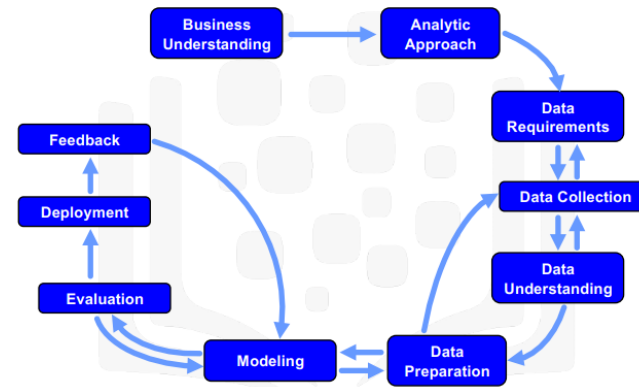 Business
Understanding
Analytic
Approach
Data
Requirements
Feedback
Data Collection
Deployment
Data
Understanding
Evaluation
Modeling
Data
Preparation